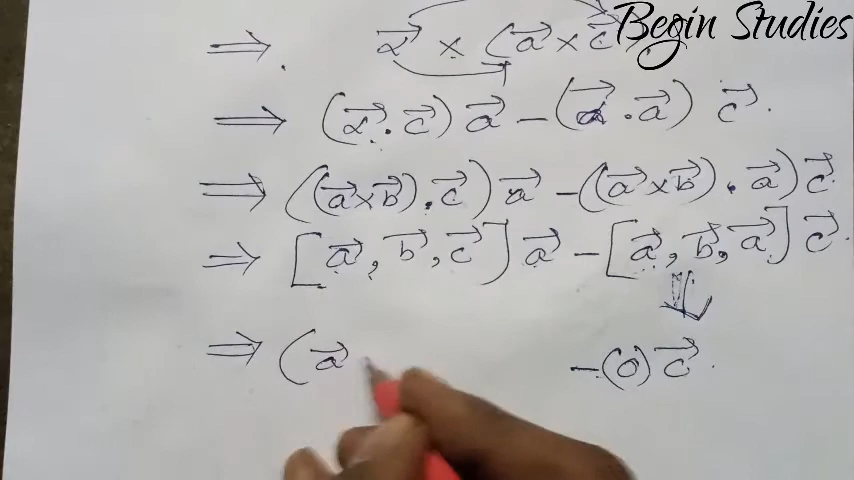 Begin Studies
⇒ α⃗ × (a⃗ × c⃗
⇒ (α⃗ . c⃗) a⃗ - (α⃗ . a⃗) c⃗ .
⇒ ((a⃗ × b⃗) . c⃗) a⃗ - ((a⃗ × b⃗) . a⃗) c⃗ .
⇒ [a⃗, b⃗, c⃗] a⃗ - [a⃗, b⃗, a⃗] c⃗ .
⇒ (a⃗ - (0) c⃗ .